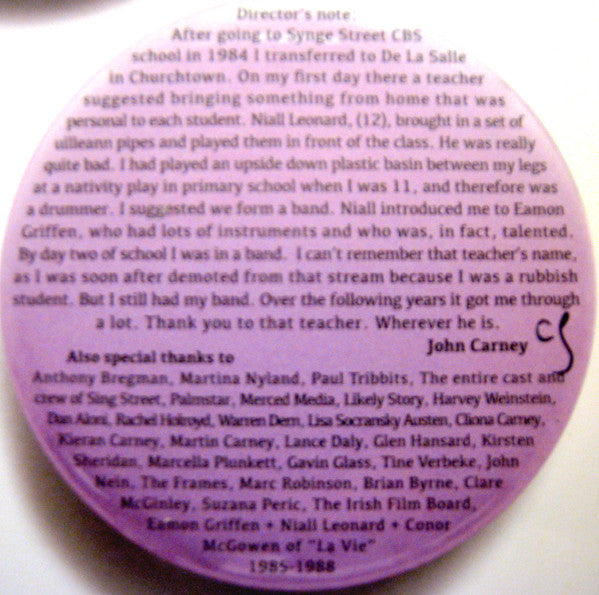 Director's note:
After going to Synge Street CBS
school in 1984 I transferred to De La Salle
in Churchtown. On my first day there a teacher
suggested bringing something from home that was
personal to each student. Niall Leonard, (12), brought in a set of
uilleann pipes and played them in front of the class. He was really
quite bad. I had played an upside down plastic basin between my legs
at a nativity play in primary school when I was 11, and therefore was
a drummer. I suggested we form a band. Niall introduced me to Eamon
Griffen, who had lots of instruments and who was, in fact, talented.
By day two of school I was in a band. I can't remember that teacher's name,
as I was soon after demoted from that stream because I was a rubbish
student. But I still had my band. Over the following years it got me through
a lot. Thank you to that teacher. Wherever he is.
John Carney
Also special thanks to
Anthony Bregman, Martina Nyland, Paul Tribbits, The entire cast and
crew of Sing Street, Palmstar, Merced Media, Likely Story, Harvey Weinstein,
Dan Aloni, Rachel Holroyd, Warren Dern, Lisa Socransky Austen, Cliona Carney,
Kieran Carney, Martin Carney, Lance Daly, Glen Hansard, Kirsten
Sheridan, Marcella Plunkett, Gavin Glass, Tine Verbeke, John
Nein, The Frames, Marc Robinson, Brian Byrne, Clare
McGinley, Suzana Peric, The Irish Film Board,
Eamon Griffen + Niall Leonard + Conor
McGowen of "La Vie"
1985-1988